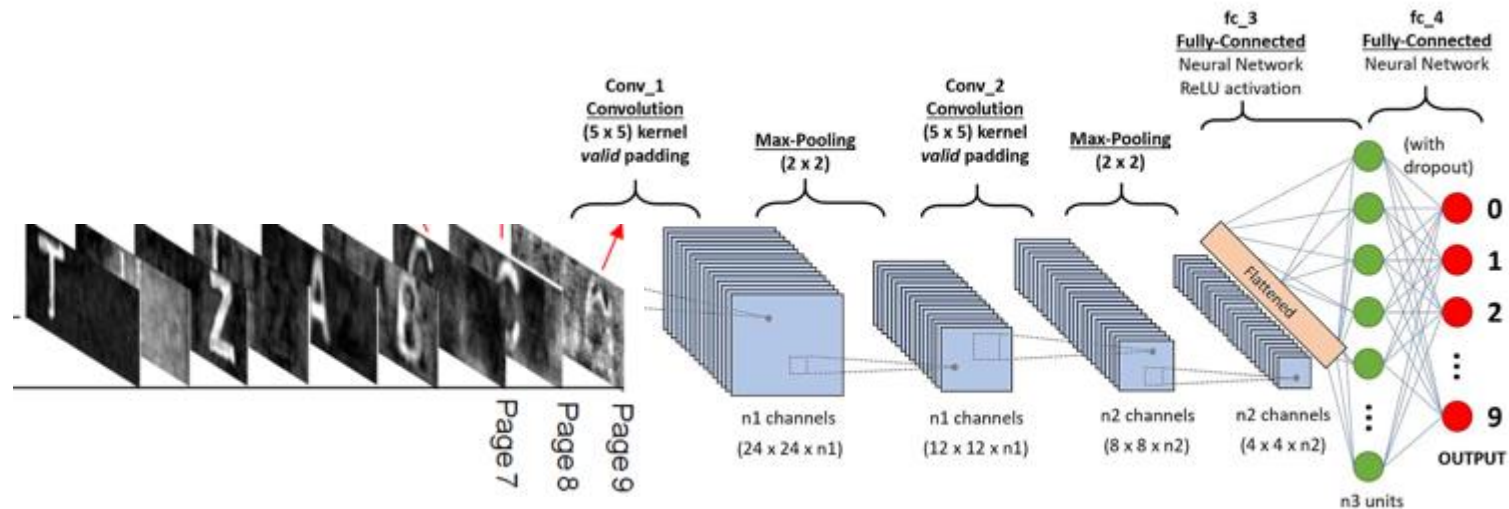 fc_3
Fully-Connected
Neural Network
ReLU activation
fc_4
Fully-Connected
Neural Network
Conv_1
Convolution
(5 x 5) kernel
valid padding
Max-Pooling
(2 x 2)
Conv_2
Convolution
(5 x 5) kernel
valid padding
Max-Pooling
(2 x 2)
(with
dropout)
T
Z
A
B
C
Page 7
Page 8
Page 9
n1 channels
(24 x 24 x n1)
n1 channels
(12 x 12 x n1)
n2 channels
(8 x 8 x n2)
n2 channels
(4 x 4 x n2)
Flattened
n3 units
0
1
2
9
OUTPUT